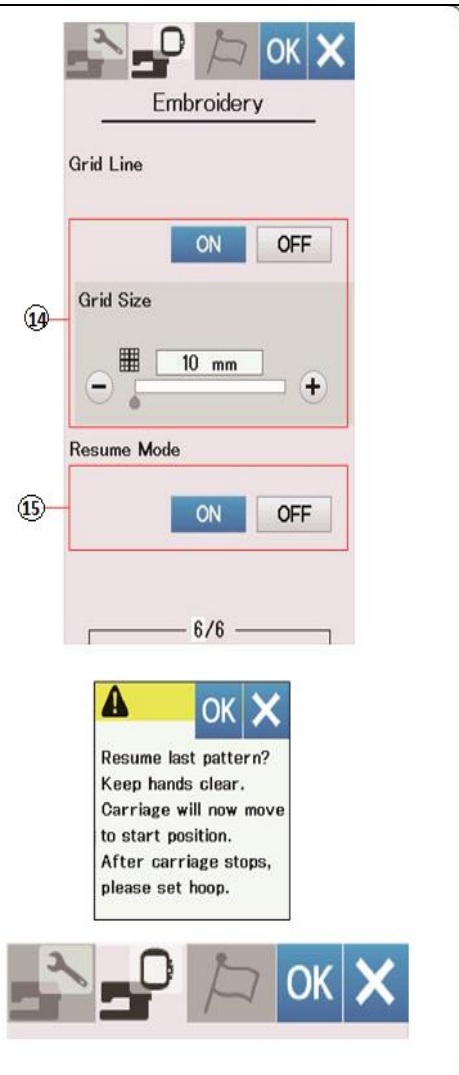 OK X
Embroidery
Grid Line
ON OFF
Grid Size
14
10 mm
- +
Resume Mode
15
ON OFF
6/6
OK X
Resume last pattern?
Keep hands clear.
Carriage will now move
to start position.
After carriage stops,
please set hoop.
OK X